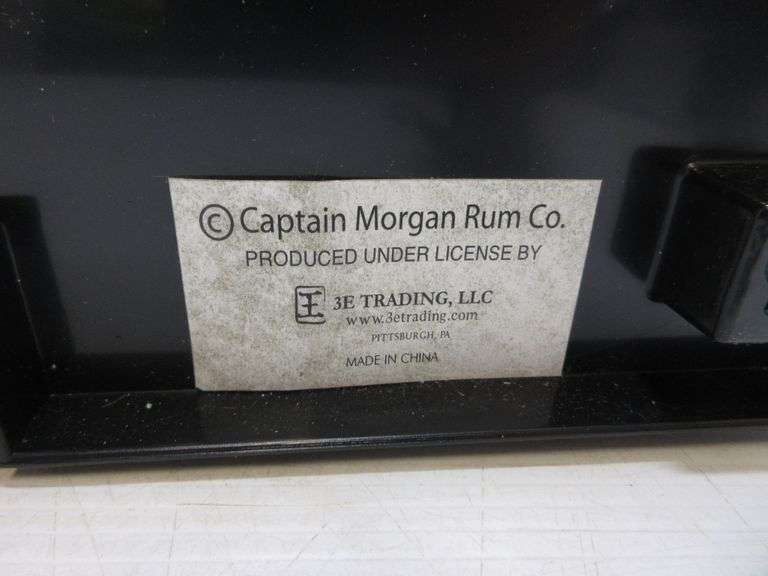 © Captain Morgan Rum Co.
PRODUCED UNDER LICENSE BY
王 3E TRADING, LLC
www.3etrading.com
PITTSBURGH, PA
MADE IN CHINA